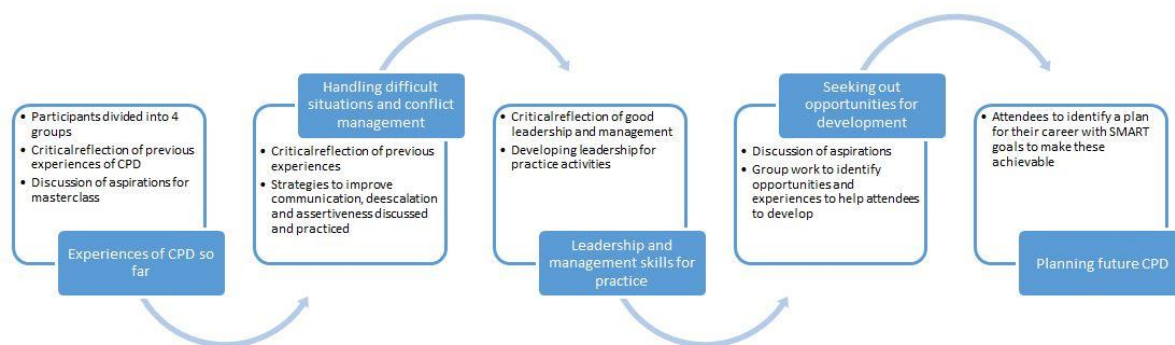 • Participants divided into 4
groups
• Criticalreflection of previous
experiences of CPD
• Discussion of aspirations for
masterclass
Experiences of CPD so
far
Handling difficult
situations and conflict
management
• Criticalreflection of previous
experiences
• Strategies to improve
communication, deescalation
and assertiveness discussed
and practiced
• Criticalreflection of good
leadership and management
• Developing leadership for
practice activities
Leadership and
management skills for
practice
Seeking out
opportunities for
development
• Discussion of aspirations
• Group work to identify
opportunities and
experiences to help attendees
to develop
• Attendees to identify a plan
for their career with SMART
goals to make these
achievable
Planning future CPD